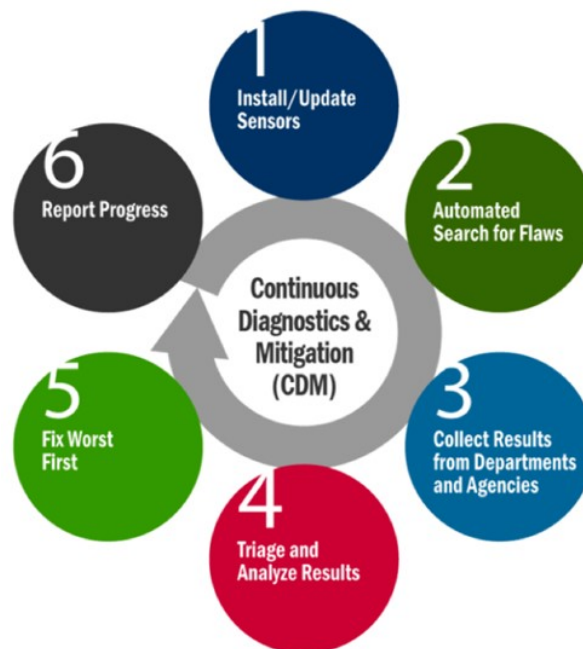 1
Install/Update
Sensors
2
Automated
Search for Flaws
3
Collect Results
from Departments
and Agencies
4
Triage and
Analyze Results
5
Fix Worst
First
6
Report Progress
Continuous
Diagnostics &
Mitigation
(CDM)